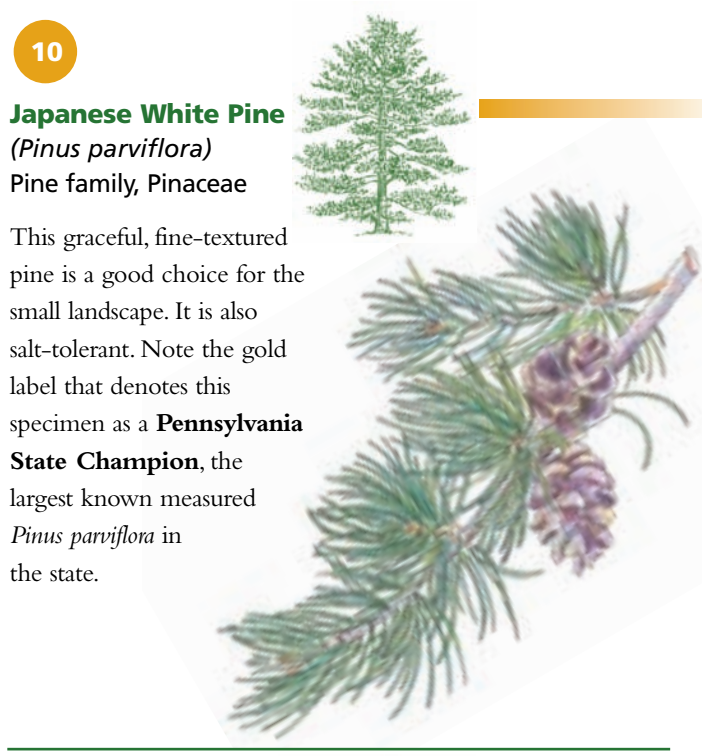 10
Japanese White Pine
(Pinus parviflora)
Pine family, Pinaceae
This graceful, fine-textured
pine is a good choice for the
small landscape. It is also
salt-tolerant. Note the gold
label that denotes this
specimen as a Pennsylvania
State Champion, the
largest known measured
Pinus parviflora in
the state.